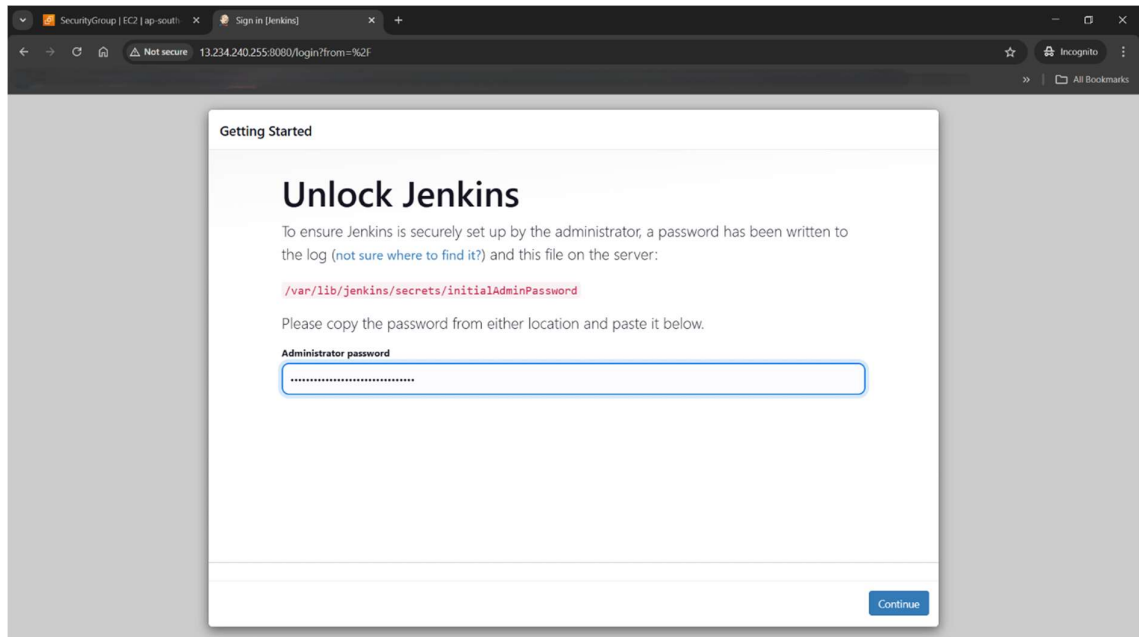 SecurityGroup | EC2 | ap-south-
Sign in [Jenkins]
Not secure
13.234.240.255:8080/login?from=%2F
Incognito
All Bookmarks
Getting Started
Unlock Jenkins
To ensure Jenkins is securely set up by the administrator, a password has been written to
the log (not sure where to find it?) and this file on the server:
/var/lib/jenkins/secrets/initialAdminPassword
Please copy the password from either location and paste it below.
Administrator password
••••••••••••••••••••••••••••••••
Continue